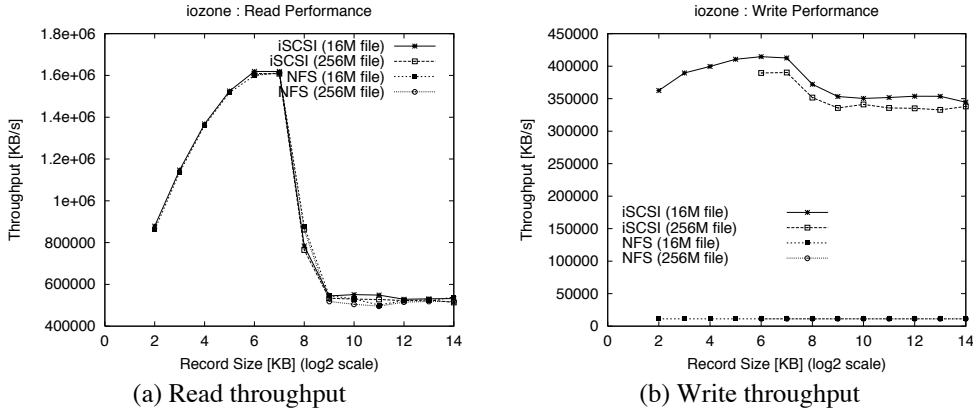 iozone : Read Performance
1.8e+06
1.6e+06
1.4e+06
1.2e+06
1e+06
800000
600000
400000
Throughput [KB/s]
iSCSI (16M file)
iSCSI (256M file)
NFS (16M file)
NFS (256M file)
0 2 4 6 8 10 12 14
Record Size [KB] (log2 scale)
(a) Read throughput
iozone : Write Performance
450000
400000
350000
300000
250000
200000
150000
100000
50000
0
Throughput [KB/s]
iSCSI (16M file)
iSCSI (256M file)
NFS (16M file)
NFS (256M file)
0 2 4 6 8 10 12 14
Record Size [KB] (log2 scale)
(b) Write throughput